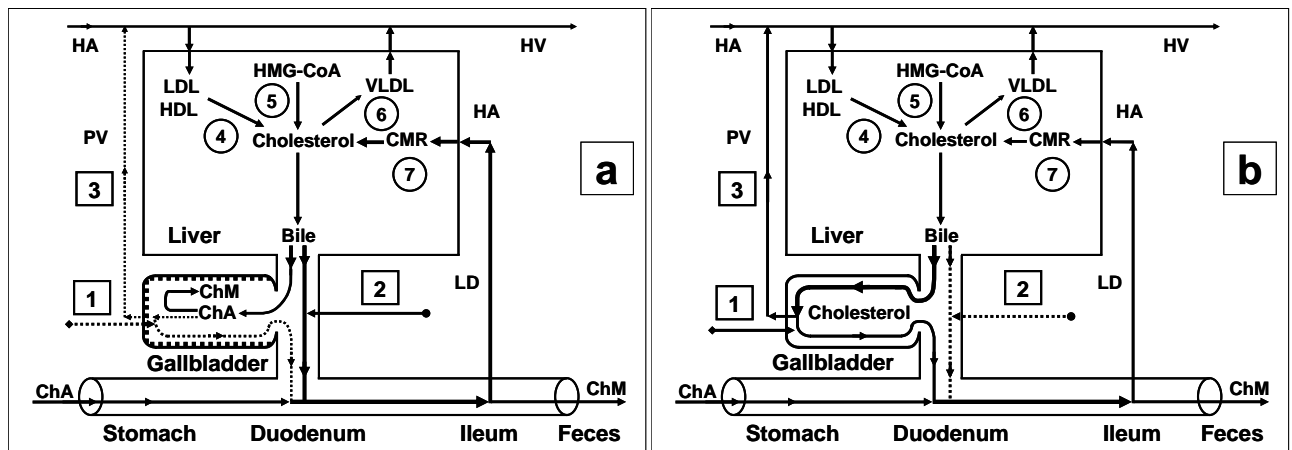 HA
HV
HMG-CoA
LDL
HDL
5
VLDL
6
HA
PV
4
Cholesterol
CMR
a
3
7
Liver
Bile
1
ChM
ChA
2
LD
Gallbladder
ChA
ChM
Stomach
Duodenum
Ileum
Feces
HA
HV
HMG-CoA
LDL
HDL
5
VLDL
6
HA
PV
4
Cholesterol
CMR
b
3
7
Liver
Bile
1
Cholesterol
2
LD
Gallbladder
ChA
ChM
Stomach
Duodenum
Ileum
Feces